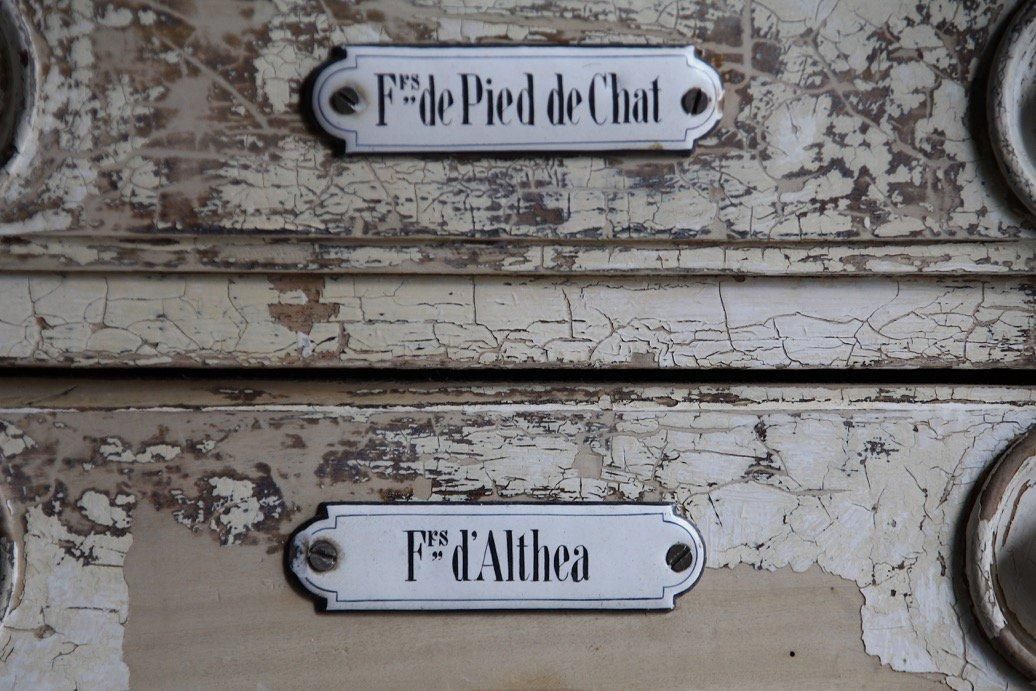 Frs„ de Pied de Chat
Frs„ d'Althea